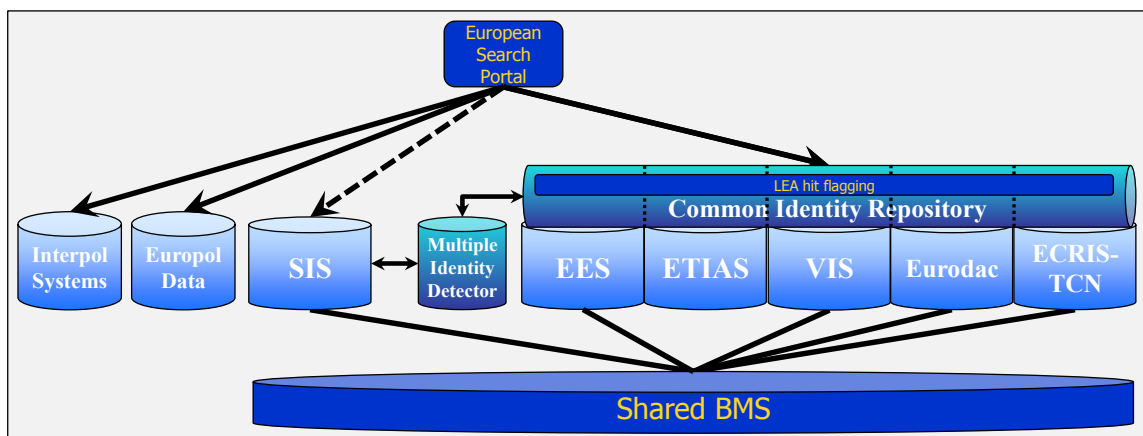 European
Search
Portal
LEA hit flagging
Common Identity Repository
Interpol
Systems
Europol
Data
SIS
Multiple
Identity
Detector
EES
ETIAS
VIS
Eurodac
ECRIS-
TCN
Shared BMS